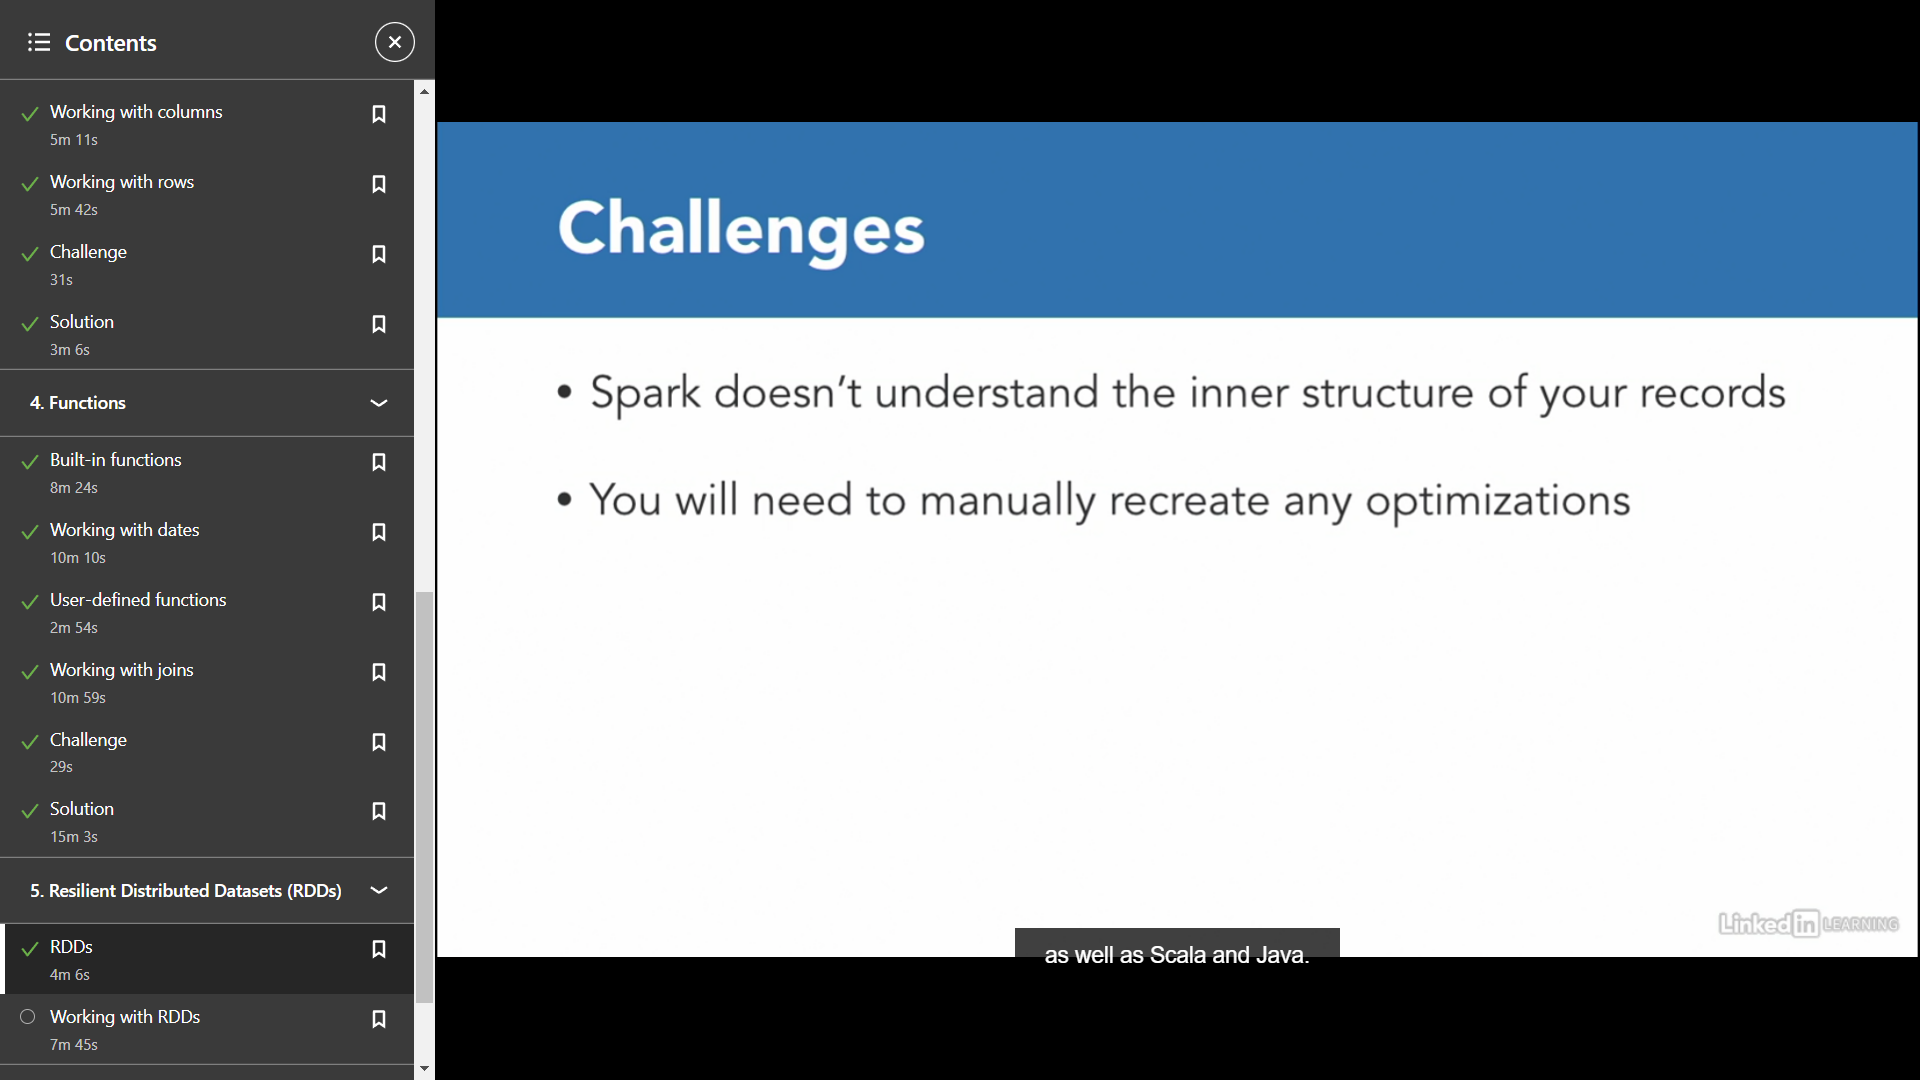 Contents
Working with columns
5m 11s
Working with rows
5m 42s
Challenge
31s
Solution
3m 6s
4. Functions
Built-in functions
8m 24s
Working with dates
10m 10s
User-defined functions
2m 54s
Working with joins
10m 59s
Challenge
29s
Solution
15m 3s
5. Resilient Distributed Datasets (RDDs)
RDDs
4m 6s
Working with RDDs
7m 45s
Challenges
• Spark doesn’t understand the inner structure of your records
• You will need to manually recreate any optimizations
LinkedIn LEARNING
as well as Scala and Java.